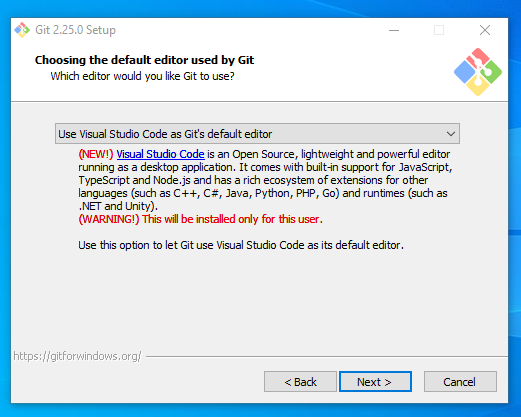 Git 2.25.0 Setup
Choosing the default editor used by Git
Which editor would you like Git to use?
Use Visual Studio Code as Git's default editor
(NEW!) Visual Studio Code is an Open Source, lightweight and powerful editor
running as a desktop application. It comes with built-in support for JavaScript,
TypeScript and Node.js and has a rich ecosystem of extensions for other
languages (such as C++, C#, Java, Python, PHP, Go) and runtimes (such as
.NET and Unity).
(WARNING!) This will be installed only for this user.
Use this option to let Git use Visual Studio Code as its default editor.
https://gitforwindows.org/
< Back
Next >
Cancel